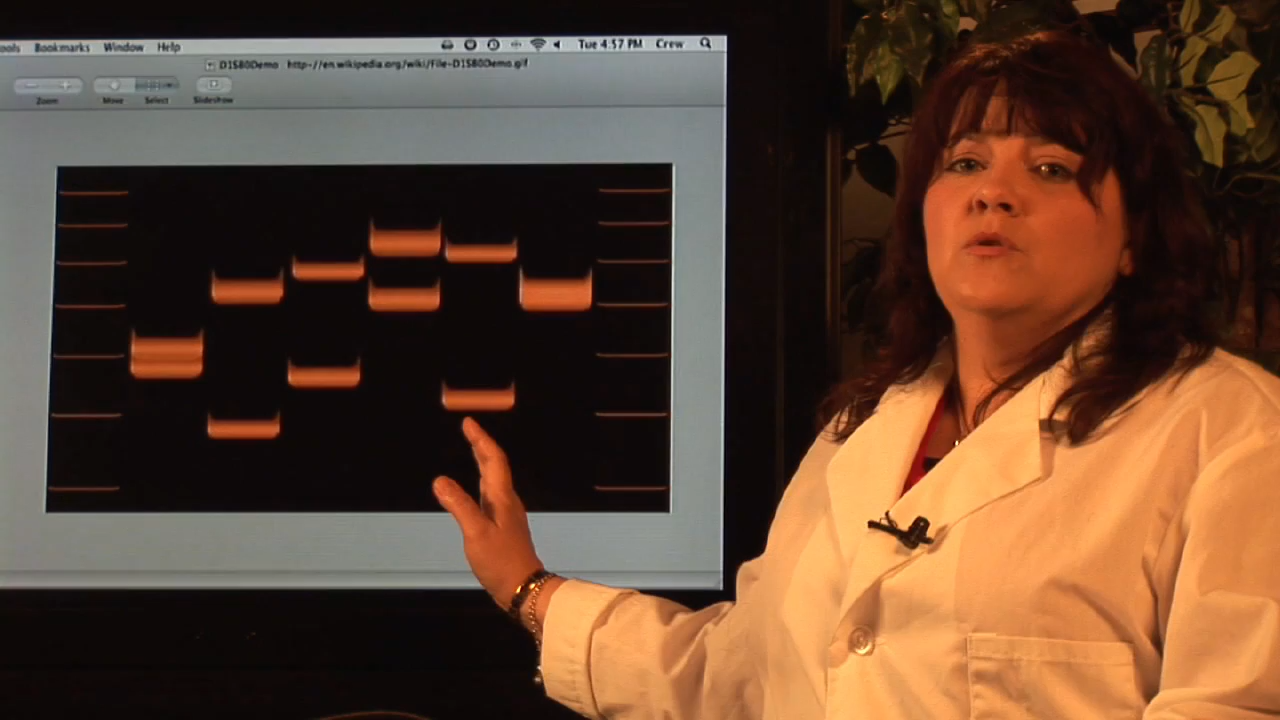 ools Bookmarks Window Help Tue 4:57 PM Crew
D1S80Demo http://en.wikipedia.org/wiki/File-D1S80Demo.gif
Zoom Move Select Slideshow